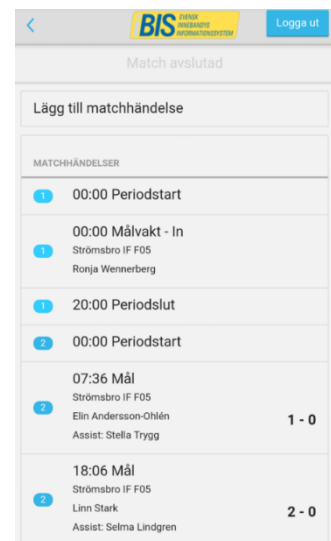 BIS SVENSK
INNEBANDYS
INFORMATIONSSYSTEM
Logga ut
Match avslutad
Lägg till matchhändelse
MATCHHÄNDELSER
1 00:00 Periodstart
00:00 Målvakt - In
1 Strömsbro IF F05
Ronja Wennerberg
1 20:00 Periodslut
2 00:00 Periodstart
07:36 Mål
Strömsbro IF F05
2 Elin Andersson-Ohlén 1 - 0
Assist: Stella Trygg
18:06 Mål
Strömsbro IF F05
2 Linn Stark 2 - 0
Assist: Selma Lindgren